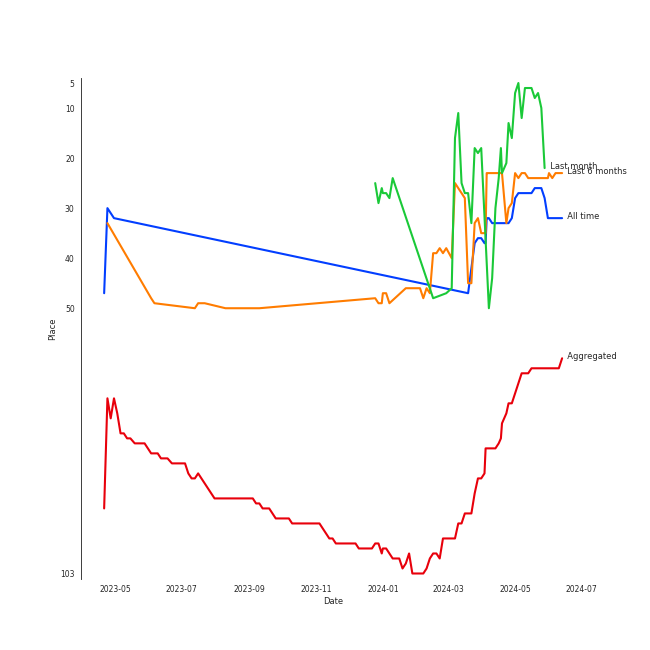 5
10
20
30
40
50
103
Place
2023-05
2023-07
2023-09
2023-11
2024-01
2024-03
2024-05
2024-07
Date
Last month
Last 6 months
All time
Aggregated